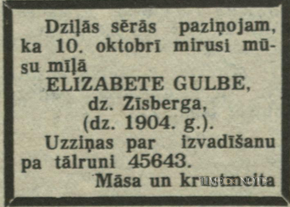 Dziļās sērās paziņojam,
ka 10. oktobrī mirusi mū-
su mīļā
ELIZABETE GULBE,
dz. Zīsberga,
(dz. 1904. g.).
Uzziņas par izvadīšanu
pa tālruni 45643.
Māsa un krustmeita